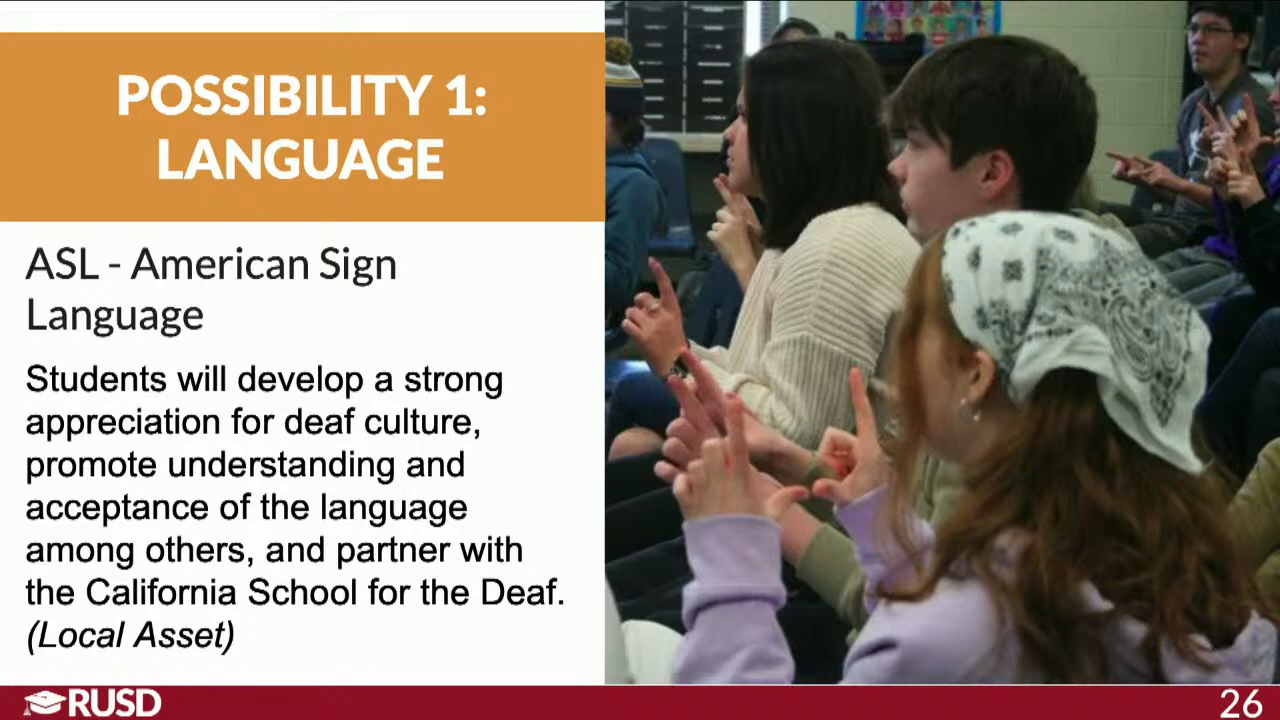 POSSIBILITY 1:
LANGUAGE
ASL - American Sign
Language
Students will develop a strong
appreciation for deaf culture,
promote understanding and
acceptance of the language
among others, and partner with
the California School for the Deaf.
(Local Asset)
RUSD
26